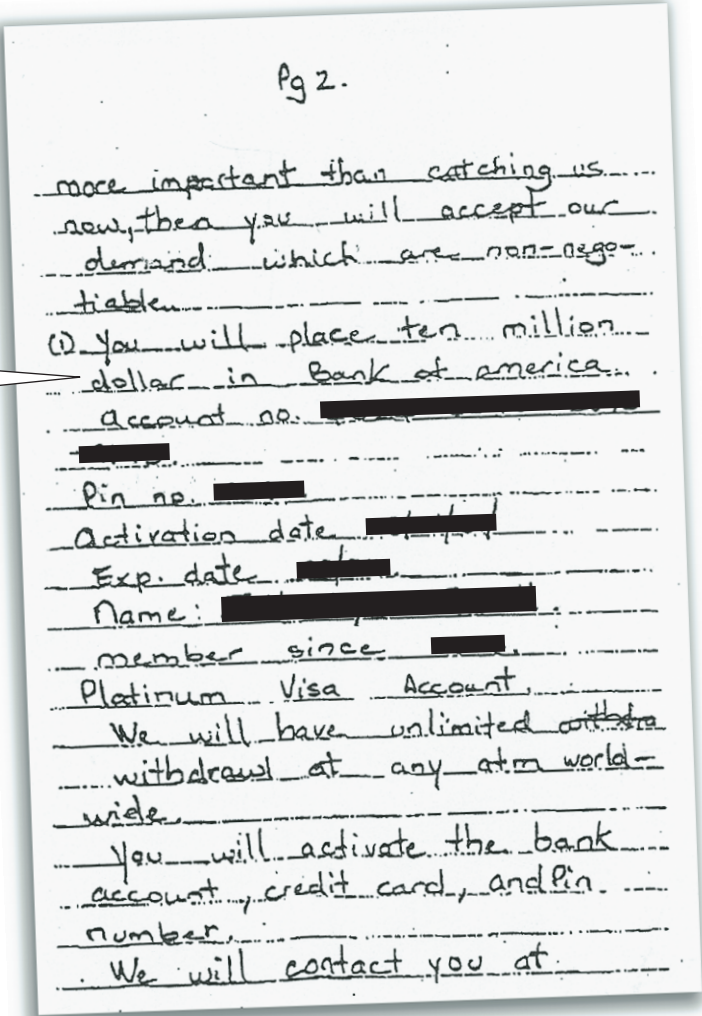 Pg 2.
more important than catching us
now, then you will accept our
demand which are non-nego-
tiable.
(1) You will place ten million
dollar in Bank of america
account no.
Pin no.
Activation date
Exp. date
Name:
member since
Platinum Visa Account.
We will have unlimited withdra
withdrawl at any atm world-
wide.
You will activate the bank
account, credit card, and Pin
number.
We will contact you at